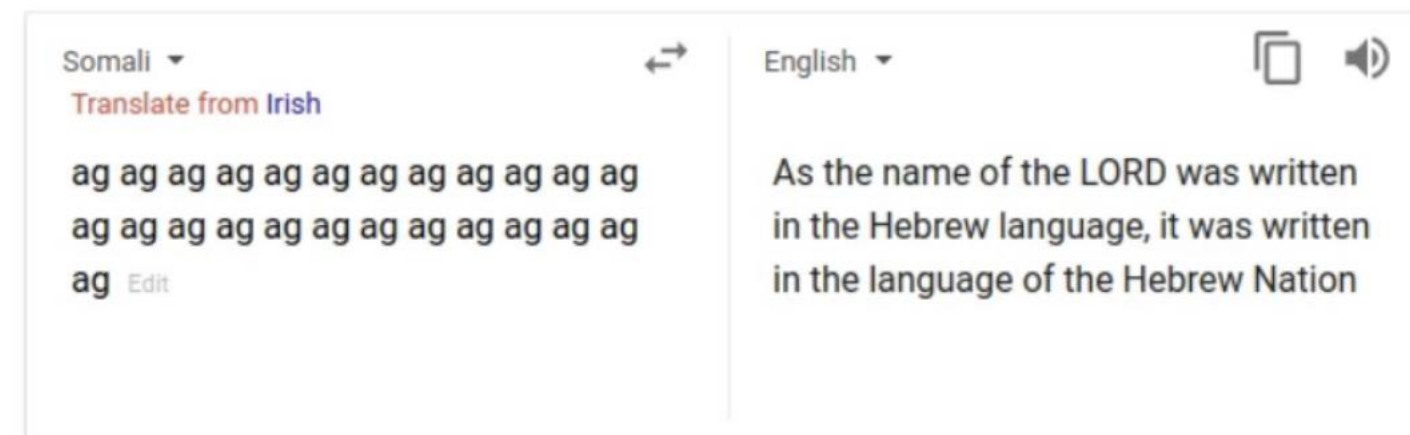 Somali
Translate from Irish
ag ag ag ag ag ag ag ag ag ag ag ag
ag ag ag ag ag ag ag ag ag ag ag ag
ag Edit
English
As the name of the LORD was written
in the Hebrew language, it was written
in the language of the Hebrew Nation